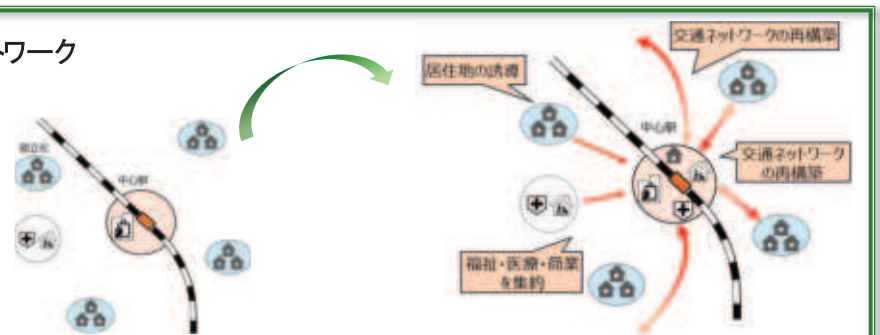 トワーク
中心駅
居住地の誘導
交通ネットワークの再構築
中心駅
交通ネットワーク
の再構築
福祉・医療・商業
を集約